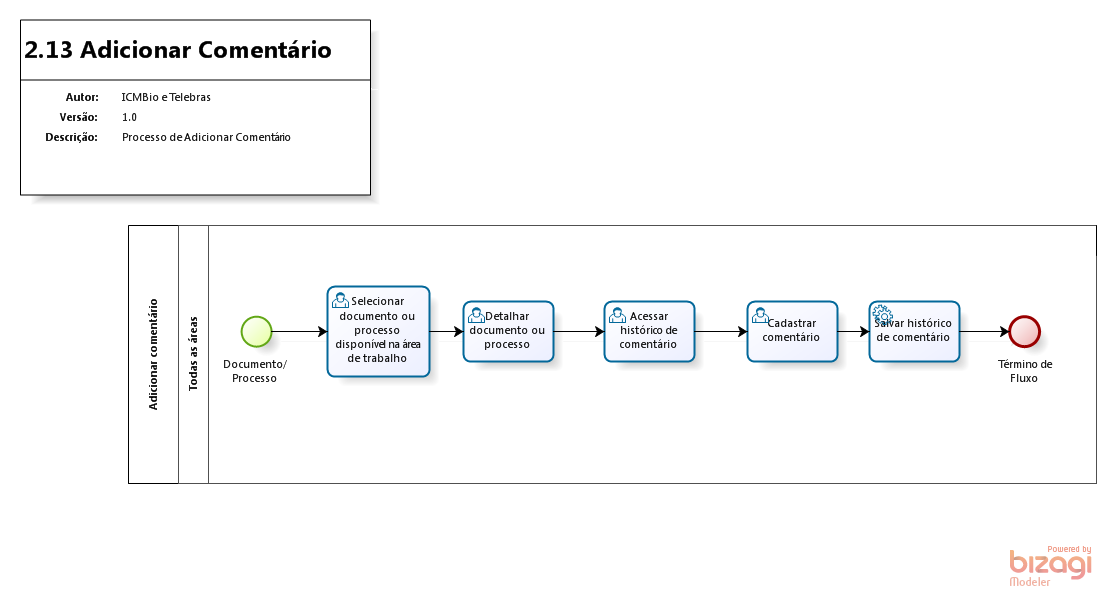 2.13 Adicionar Comentário
Autor: ICMBio e Telebras
Versão: 1.0
Descrição: Processo de Adicionar Comentário
Adicionar comentário
Todas as áreas
Documento/
Processo
Selecionar
documento ou
processo
disponível na área
de trabalho
Detalhar
documento ou
processo
Acessar
histórico de
comentário
Cadastrar
comentário
Salvar histórico
de comentário
Término de
Fluxo
Powered by
bizagi
Modeler